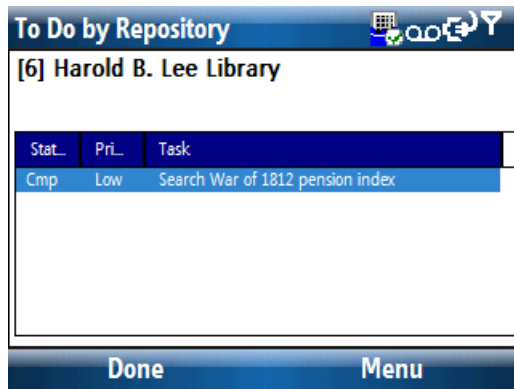 To Do by Repository
[6] Harold B. Lee Library
Stat... Pri... Task
Cmp Low Search War of 1812 pension index
Done Menu